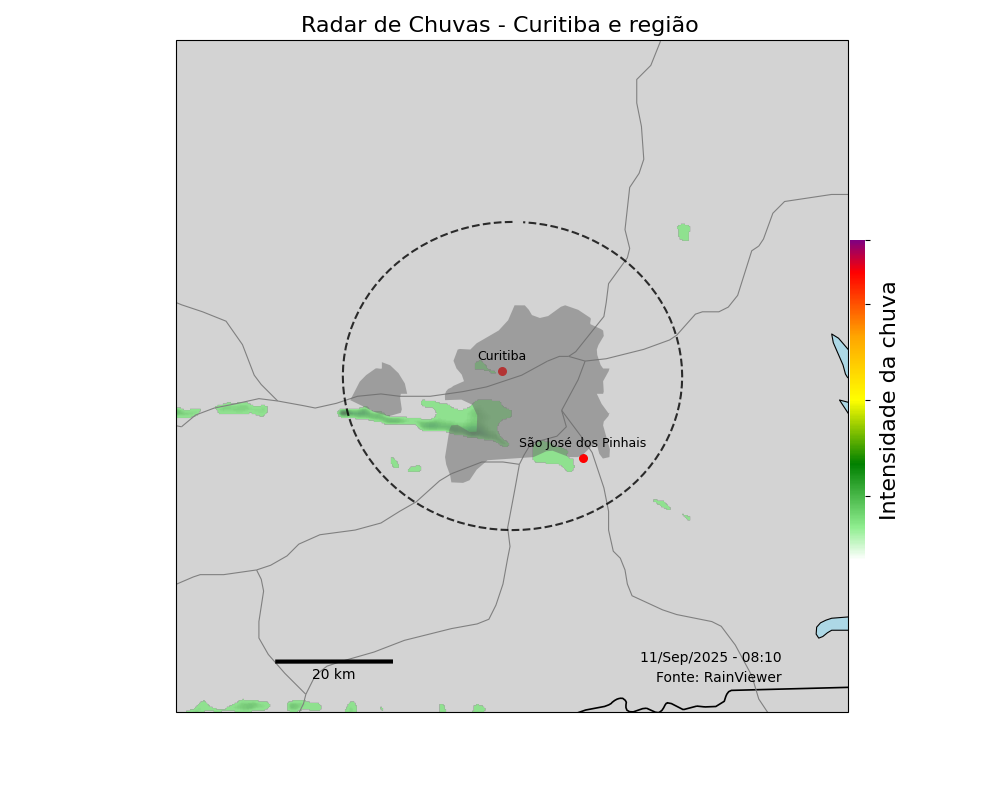 Radar de Chuvas - Curitiba e região
Curitiba
Intensidade da chuva
São José dos Pinhais
11/Sep/2025 - 08:10
20 km
Fonte: RainViewer